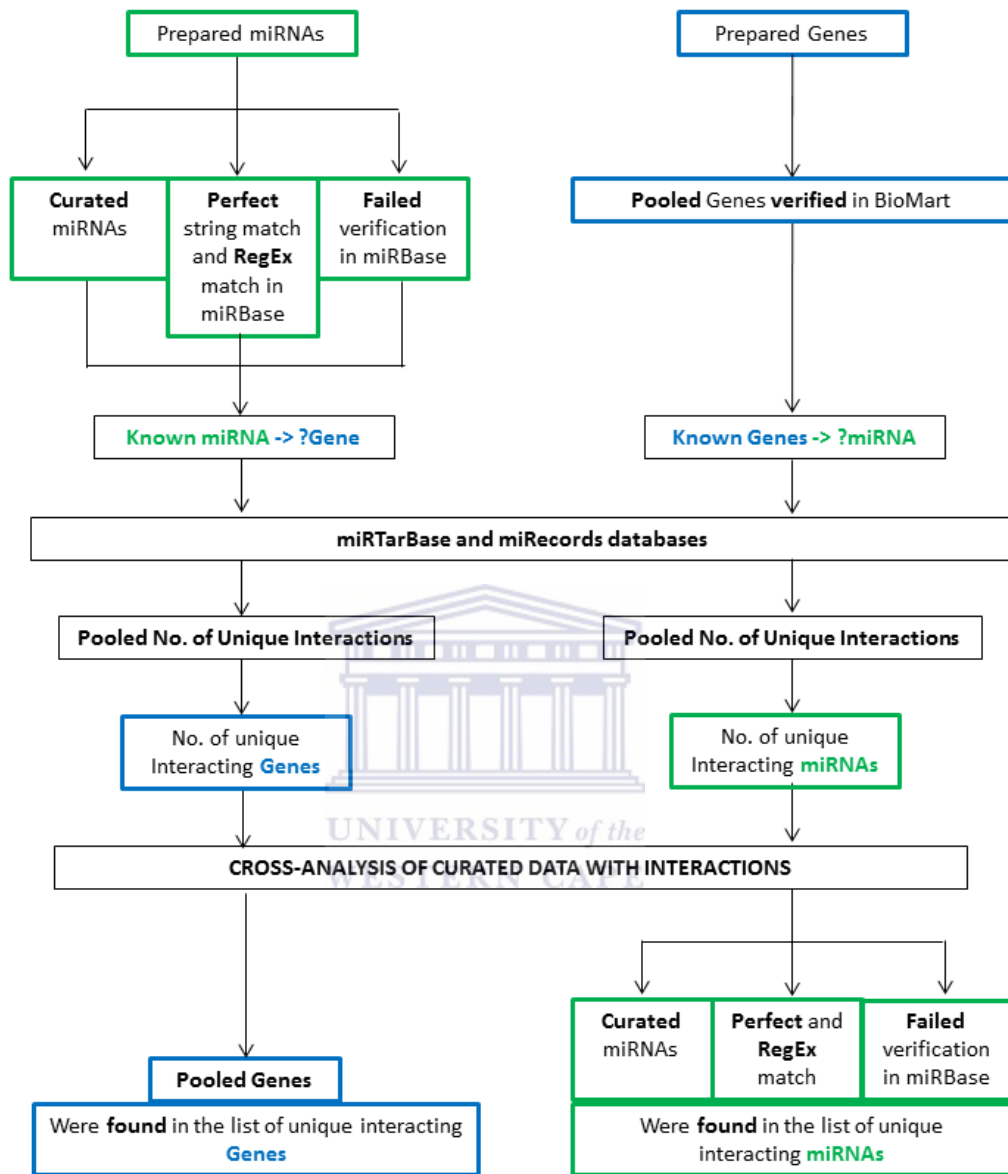 Prepared miRNAs
Prepared Genes
Curated
miRNAs
Perfect
string match
and RegEx
match in
miRBase
Failed
verification
in miRBase
Pooled Genes verified in BioMart
Known miRNA -> ?Gene
Known Genes -> ?miRNA
miRTarBase and miRecords databases
Pooled No. of Unique Interactions
Pooled No. of Unique Interactions
No. of unique
Interacting Genes
No. of unique
Interacting miRNAs
UNIVERSITY of the
WESTERN CAPE
CROSS-ANALYSIS OF CURATED DATA WITH INTERACTIONS
Curated
miRNAs
Perfect and
RegEx
match
Failed
verification
in miRBase
Pooled Genes
Were found in the list of unique interacting
Genes
Were found in the list of unique
interacting miRNAs